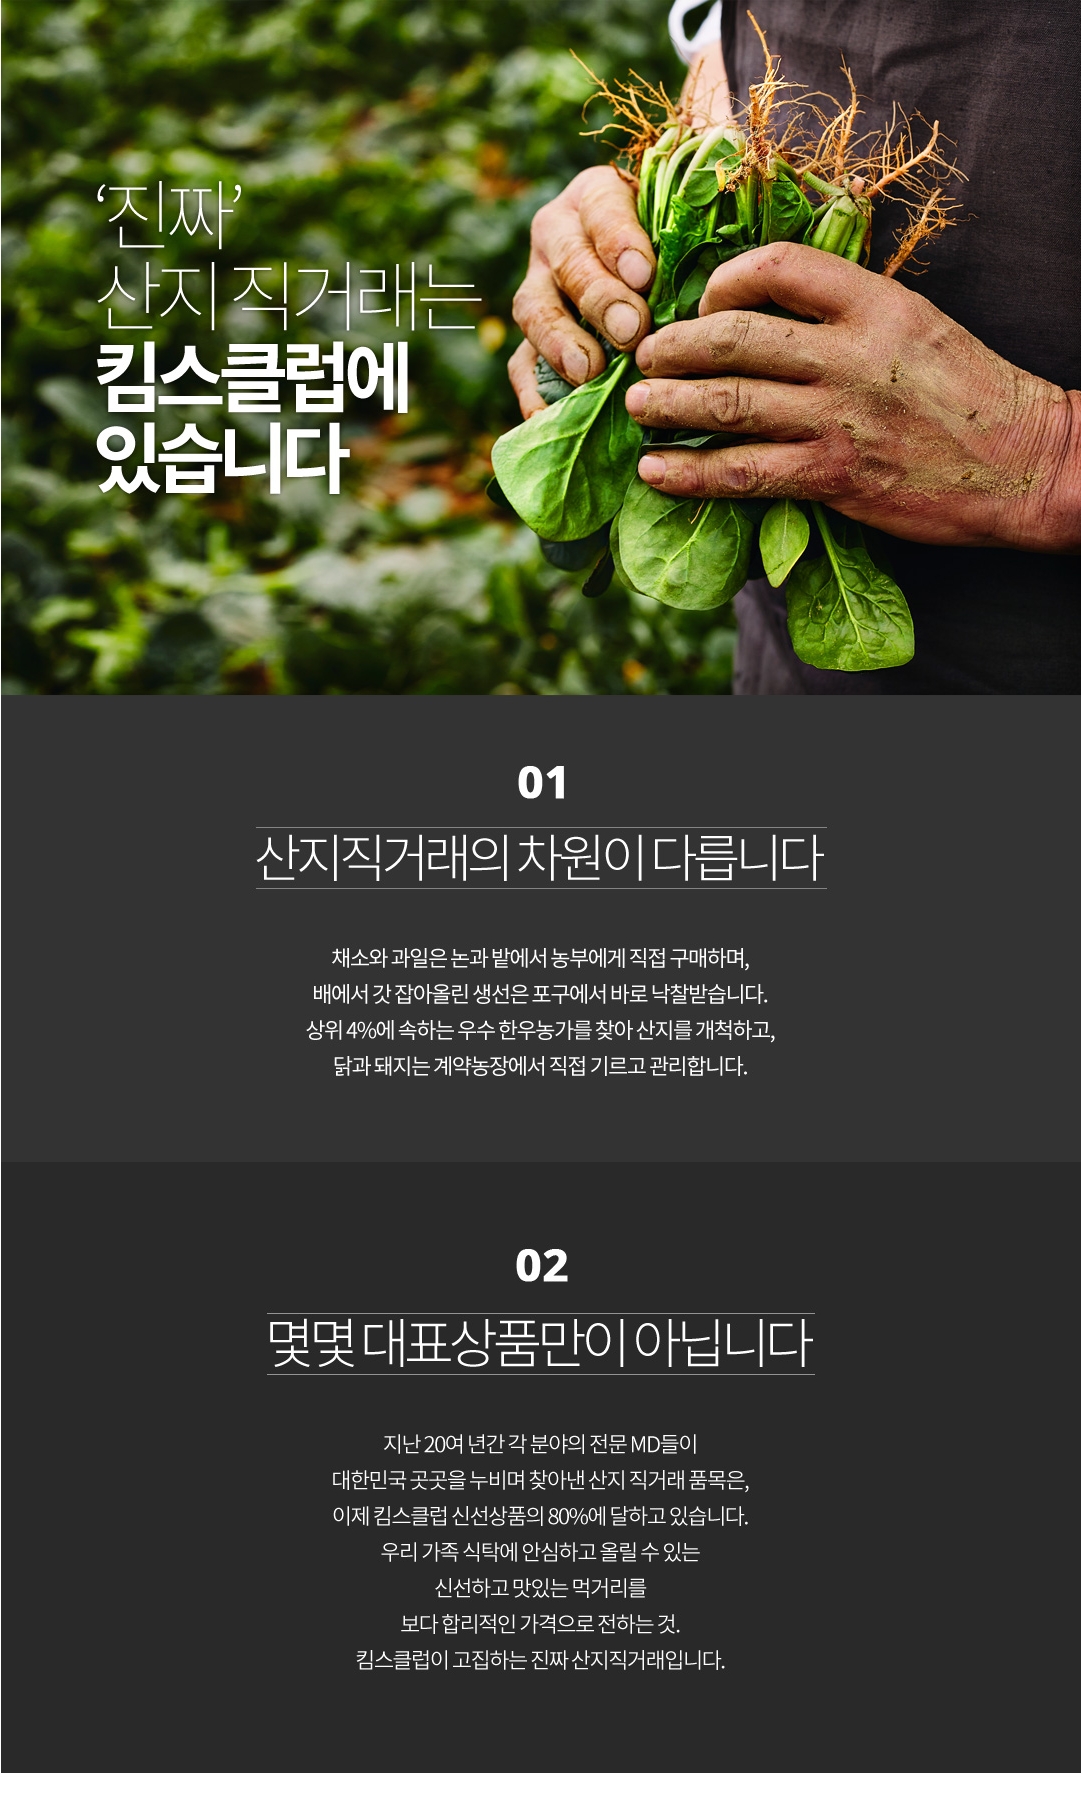 ‘진짜’
산지 직거래는
킴스클럽에
있습니다
01
산지직거래의 차원이 다릅니다
채소와 과일은 논과 밭에서 농부에게 직접 구매하며,
배에서 갓 잡아올린 생선은 포구에서 바로 낙찰받습니다.
상위 4%에 속하는 우수 한우농가를 찾아 산지를 개척하고,
닭과 돼지는 계약농장에서 직접 기르고 관리합니다.
02
몇몇 대표상품만이 아닙니다
지난 20여 년간 각 분야의 전문 MD들이
대한민국 곳곳을 누비며 찾아낸 산지 직거래 품목은,
이제 킴스클럽 신선상품의 80%에 달하고 있습니다.
우리 가족 식탁에 안심하고 올릴 수 있는
신선하고 맛있는 먹거리를
보다 합리적인 가격으로 전하는 것.
킴스클럽이 고집하는 진짜 산지직거래입니다.